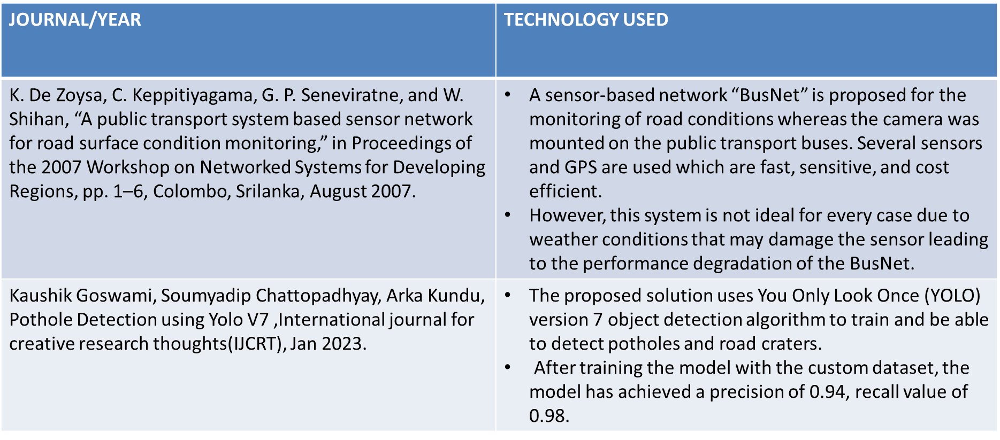 JOURNAL/YEAR
TECHNOLOGY USED
K. De Zoysa, C. Keppitiyagama, G. P. Seneviratne, and W.
Shihan, “A public transport system based sensor network
for road surface condition monitoring,” in Proceedings of
the 2007 Workshop on Networked Systems for Developing
Regions, pp. 1–6, Colombo, Srilanka, August 2007.
• A sensor-based network “BusNet” is proposed for the
monitoring of road conditions whereas the camera was
mounted on the public transport buses. Several sensors
and GPS are used which are fast, sensitive, and cost
efficient.
• However, this system is not ideal for every case due to
weather conditions that may damage the sensor leading
to the performance degradation of the BusNet.
Kaushik Goswami, Soumyadip Chattopadhyay, Arka Kundu,
Pothole Detection using Yolo V7 ,International journal for
creative research thoughts(IJCRT), Jan 2023.
• The proposed solution uses You Only Look Once (YOLO)
version 7 object detection algorithm to train and be able
to detect potholes and road craters.
• After training the model with the custom dataset, the
model has achieved a precision of 0.94, recall value of
0.98.